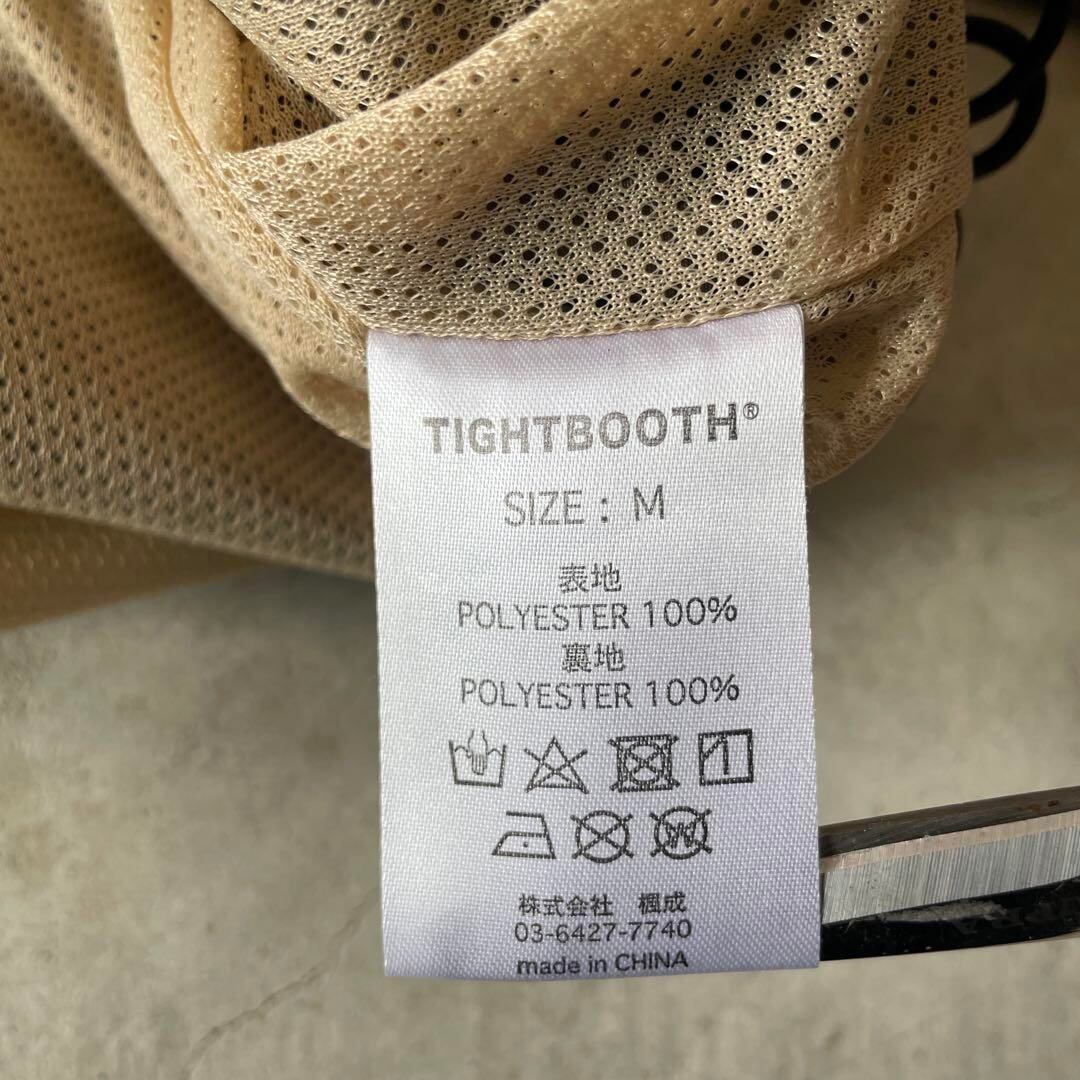 TIGHTBOOTH®
SIZE : M
表地
POLYESTER 100%
裏地
POLYESTER 100%
W
株式会社 楓成
03-6427-7740
made in CHINA